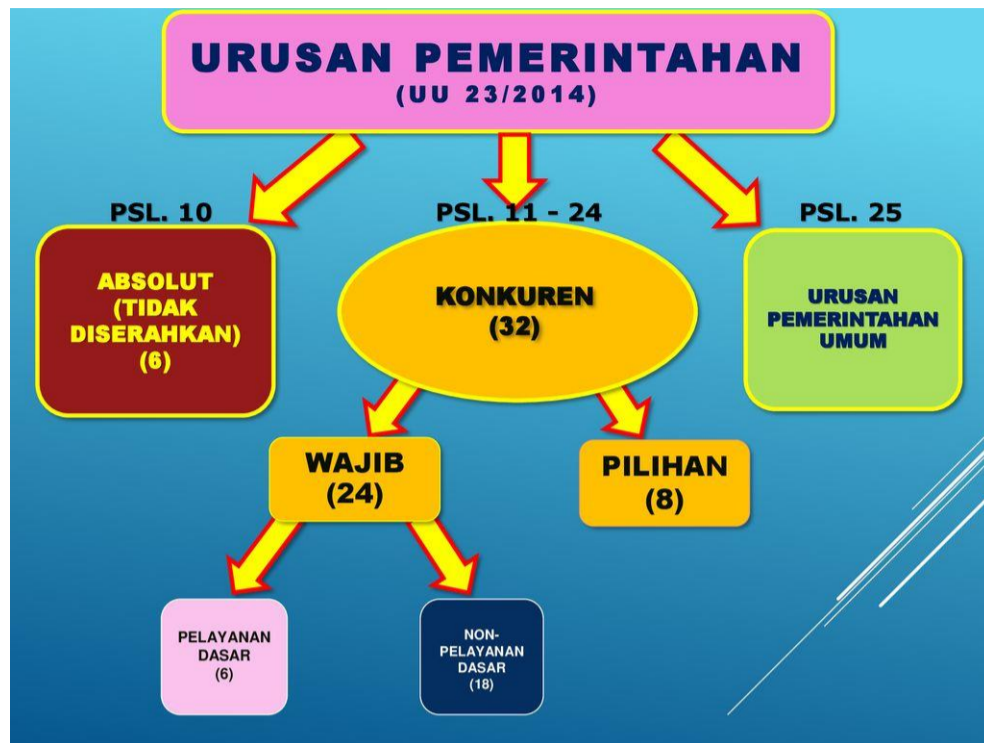 URUSAN PEMERINTAHAN
(UU 23/2014)
PSL. 10
PSL. 11 - 24
PSL. 25
ABSOLUT
(TIDAK
DISERAHKAN)
(6)
KONKUREN
(32)
URUSAN
PEMERINTAHAN
UMUM
WAJIB
(24)
PILIHAN
(8)
PELAYANAN
DASAR
(6)
NON-
PELAYANAN
DASAR
(18)